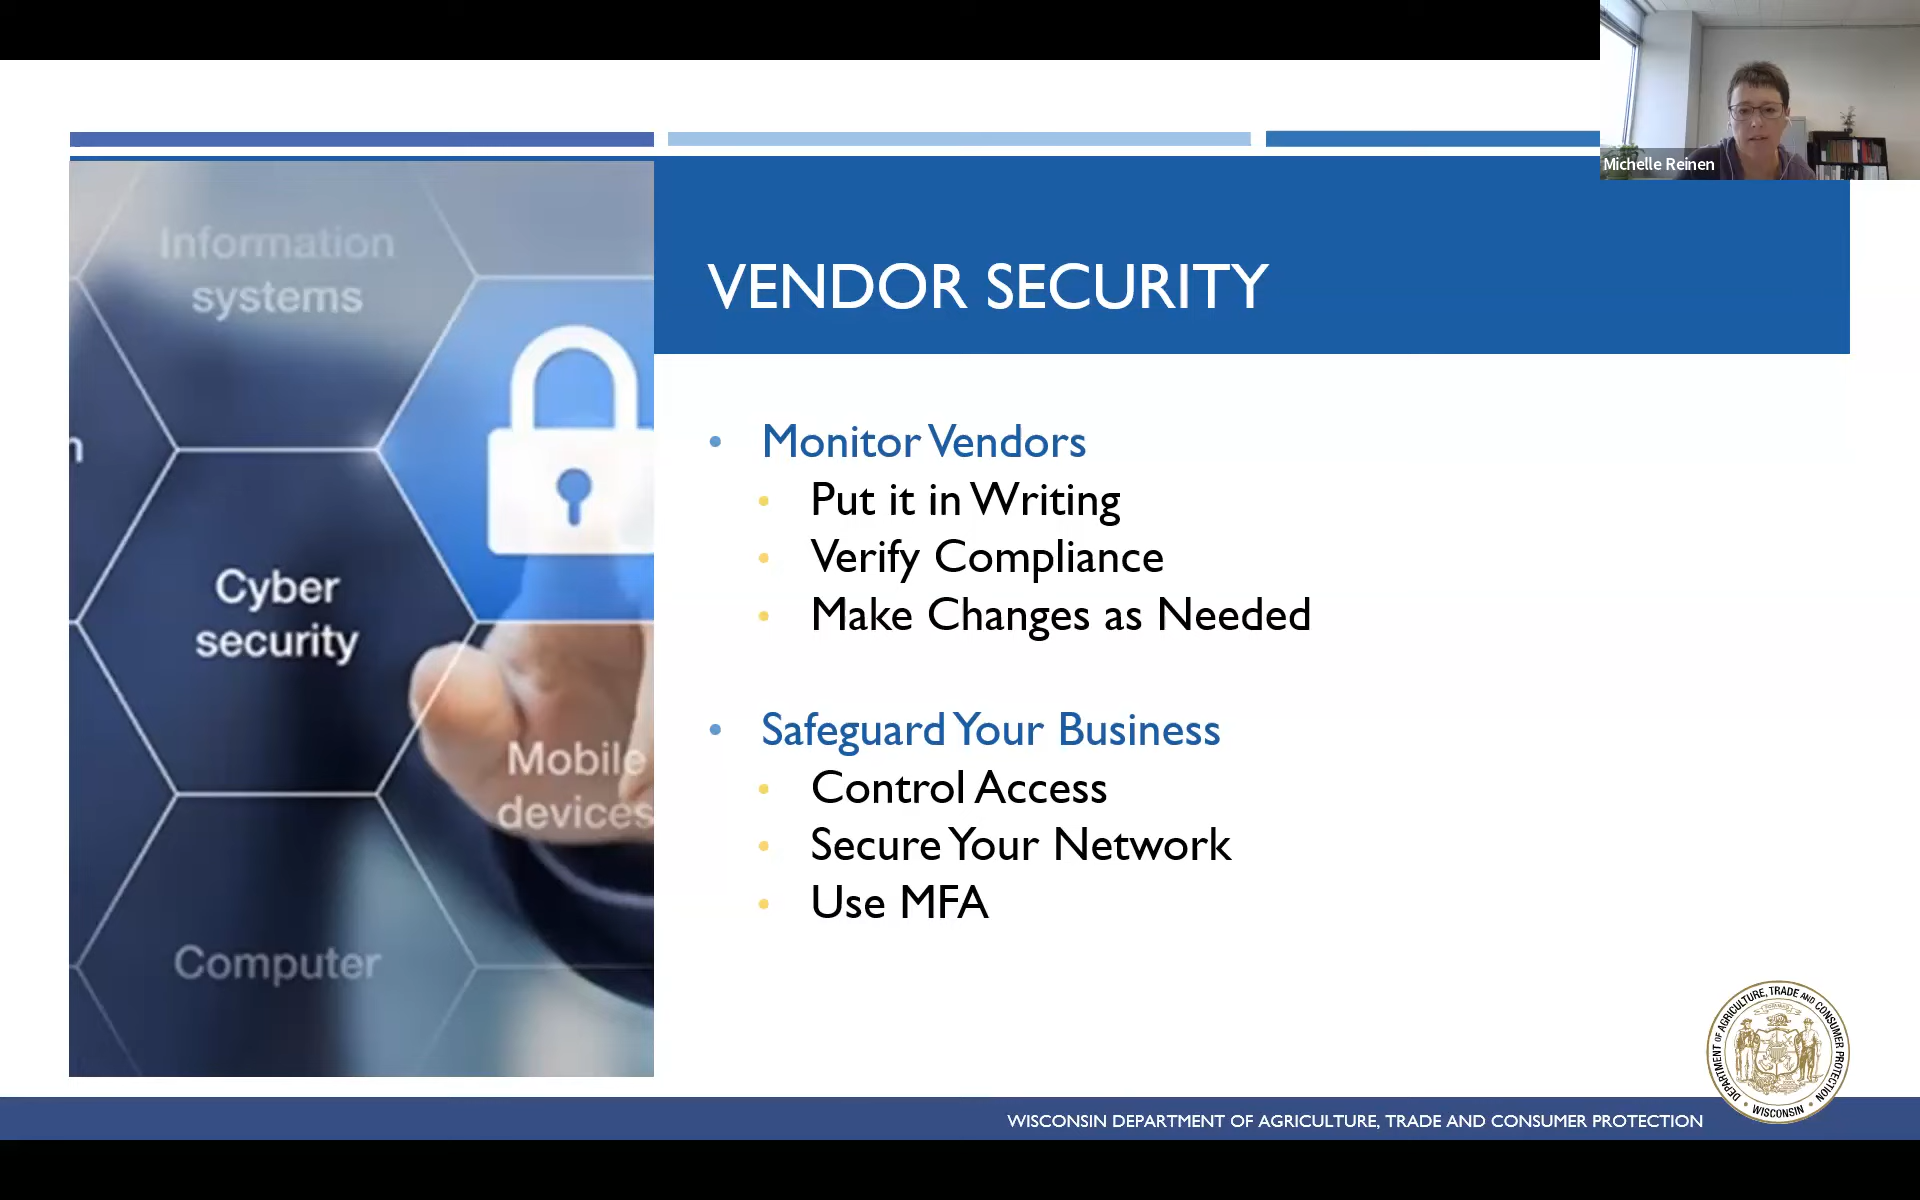 Michelle Reinen
Information
systems
n
Cyber
security
Mobile
devices
Computer
VENDOR SECURITY
• Monitor Vendors
• Put it in Writing
• Verify Compliance
• Make Changes as Needed
• Safeguard Your Business
• Control Access
• Secure Your Network
• Use MFA
DEPARTMENT OF AGRICULTURE, TRADE AND CONSUMER PROTECTION
• WISCONSIN •
WISCONSIN DEPARTMENT OF AGRICULTURE, TRADE AND CONSUMER PROTECTION